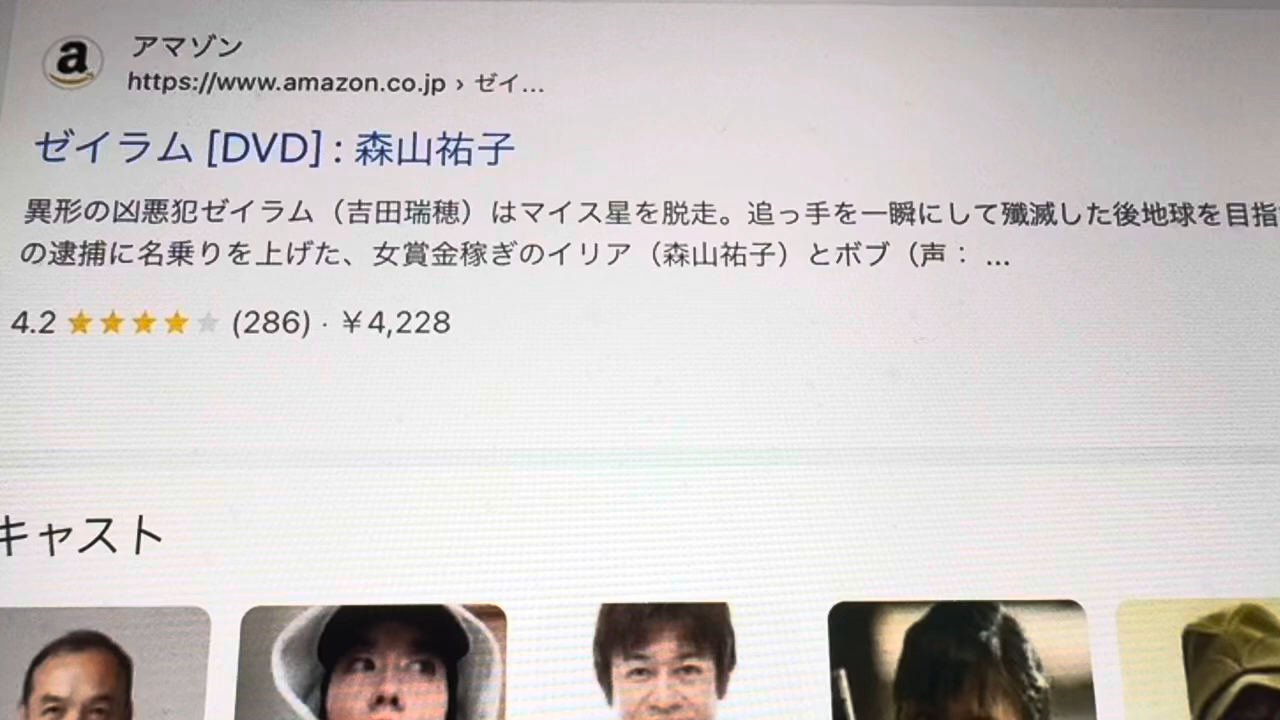 アマゾン
https://www.amazon.co.jp › ゼイ...
ゼイラム [DVD] : 森山祐子
異形の凶悪犯ゼイラム（吉田瑞穂）はマイス星を脱走。追っ手を一瞬にして殲滅した後地球を目指
の逮捕に名乗りを上げた、女賞金稼ぎのイリア（森山祐子）とボブ（声： ...
4.2 (286) · ￥4,228
キャスト